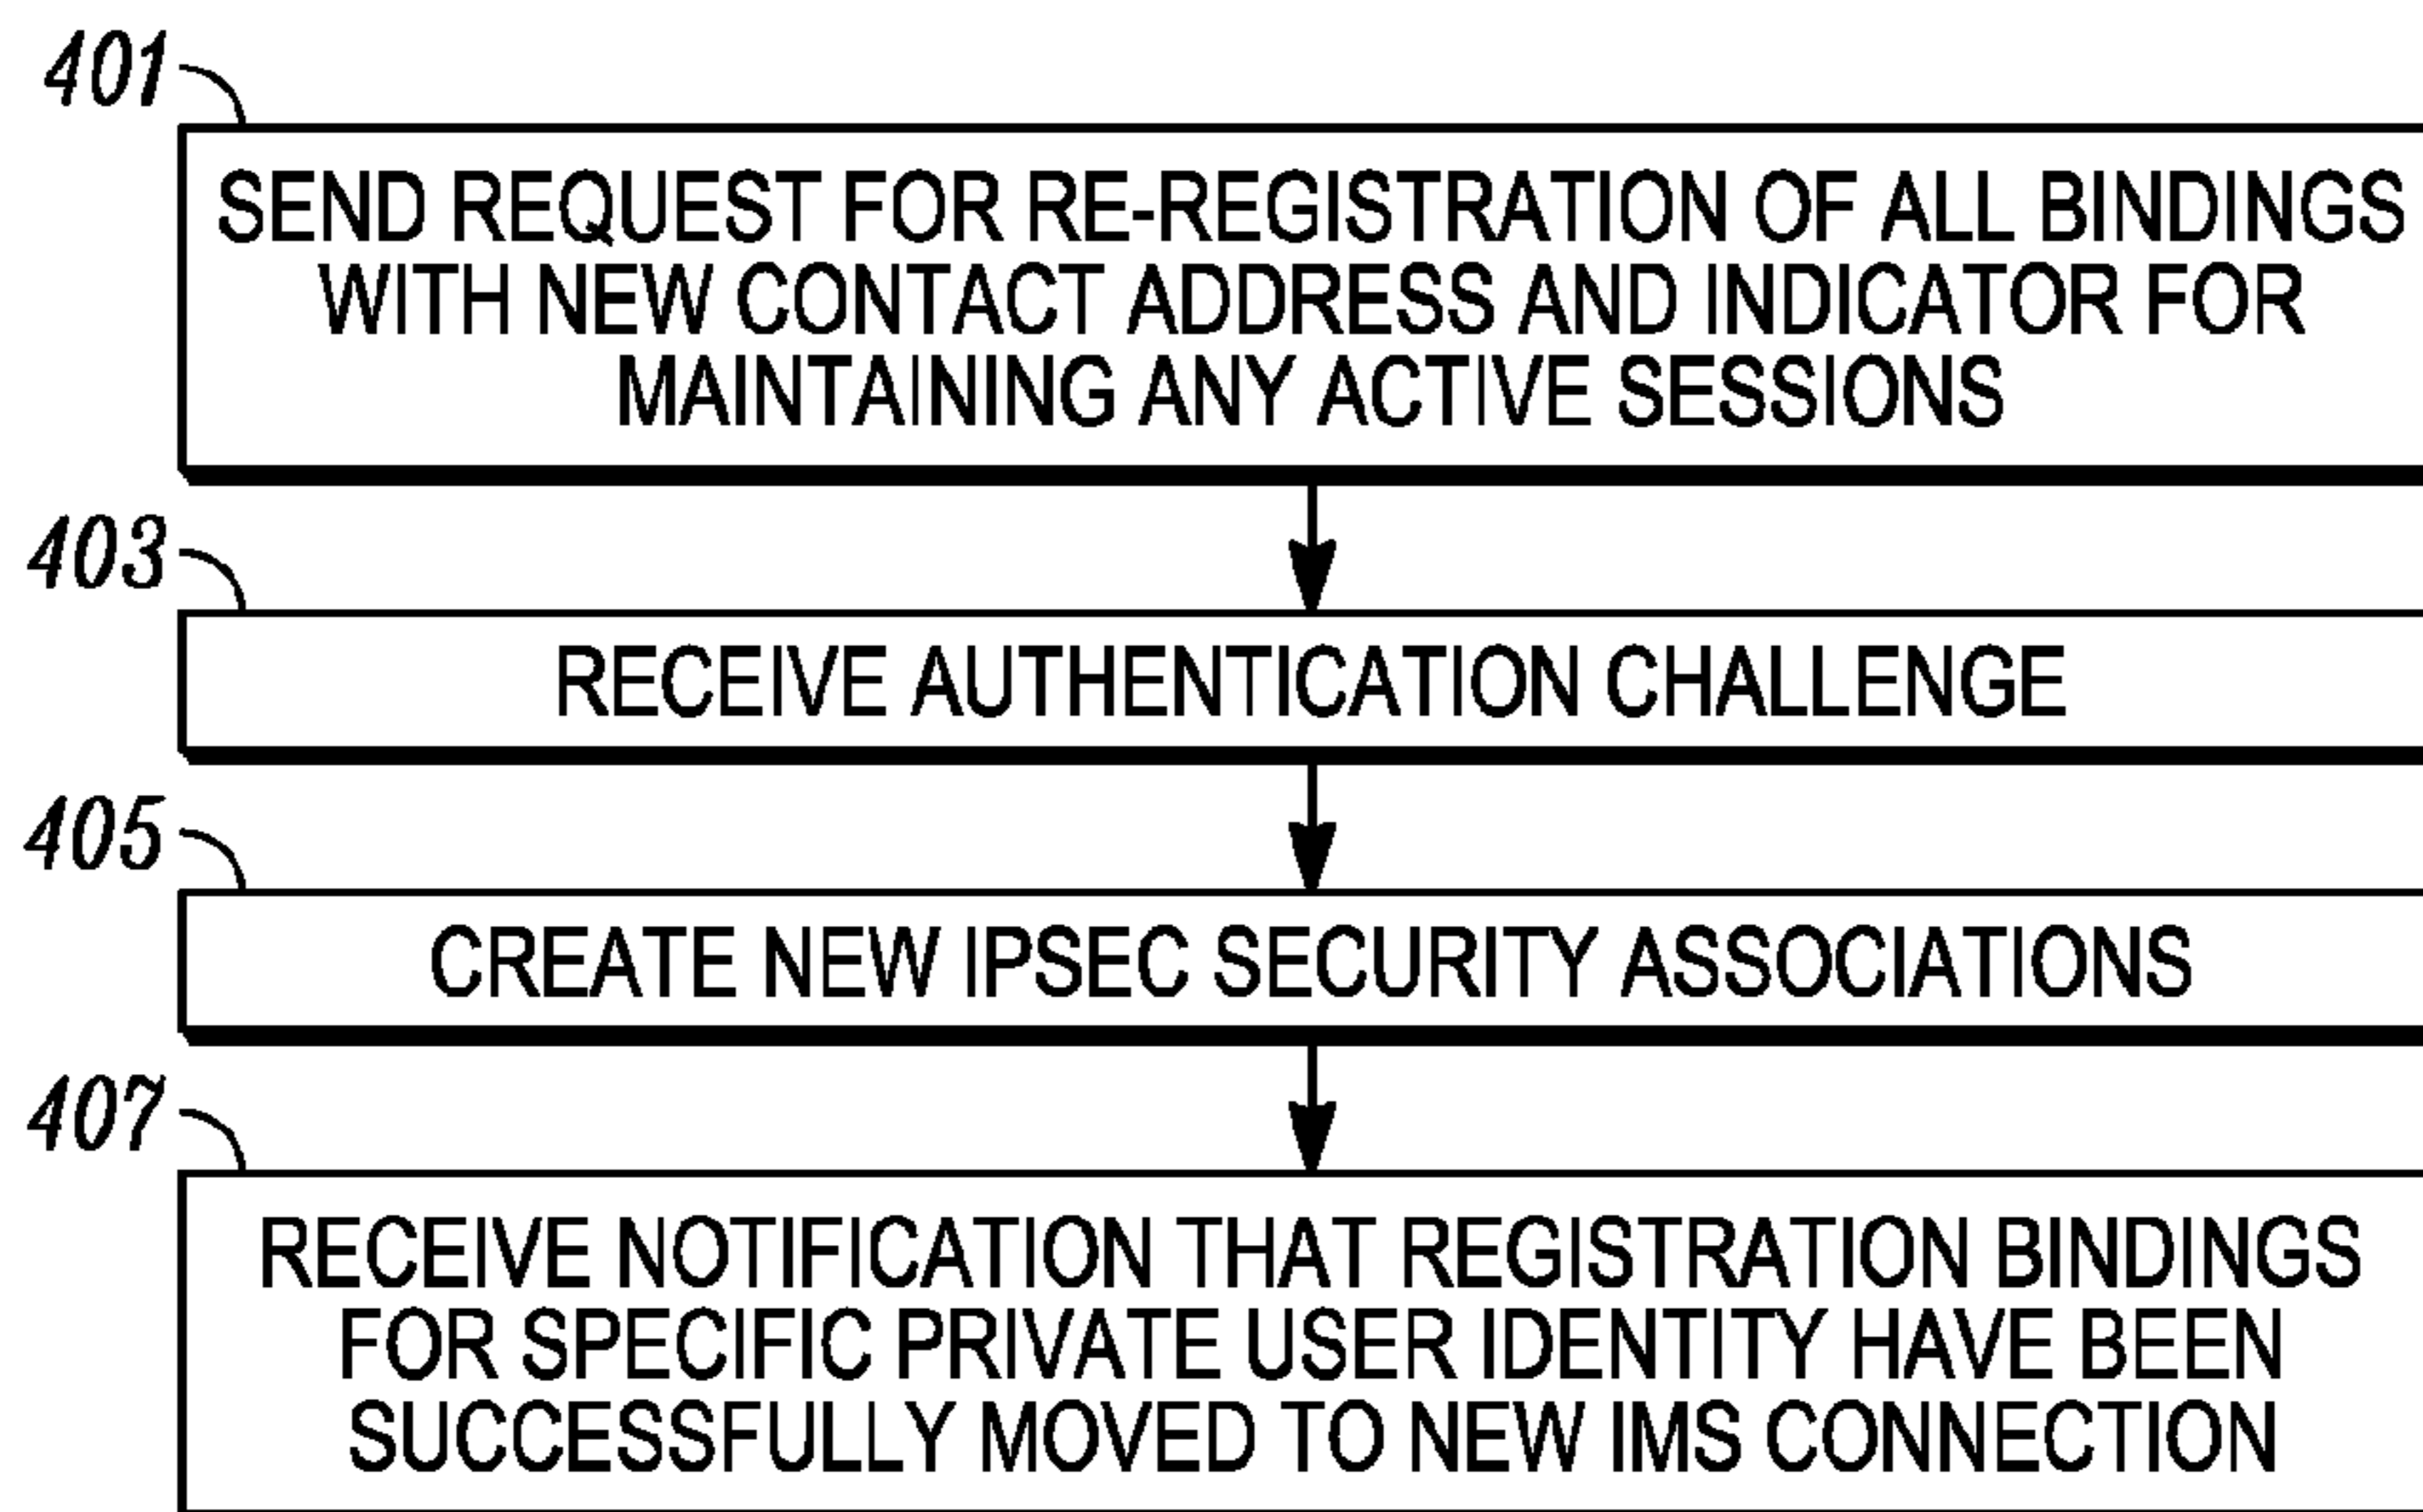 401
SEND REQUEST FOR RE-REGISTRATION OF ALL BINDINGS
WITH NEW CONTACT ADDRESS AND INDICATOR FOR
MAINTAINING ANY ACTIVE SESSIONS
403
RECEIVE AUTHENTICATION CHALLENGE
405
CREATE NEW IPSEC SECURITY ASSOCIATIONS
407
RECEIVE NOTIFICATION THAT REGISTRATION BINDINGS
FOR SPECIFIC PRIVATE USER IDENTITY HAVE BEEN
SUCCESSFULLY MOVED TO NEW IMS CONNECTION